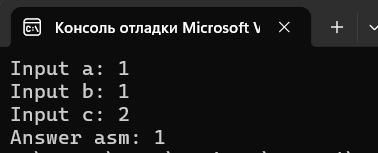 Консоль отладки Microsoft V
Input a: 1
Input b: 1
Input c: 2
Answer asm: 1